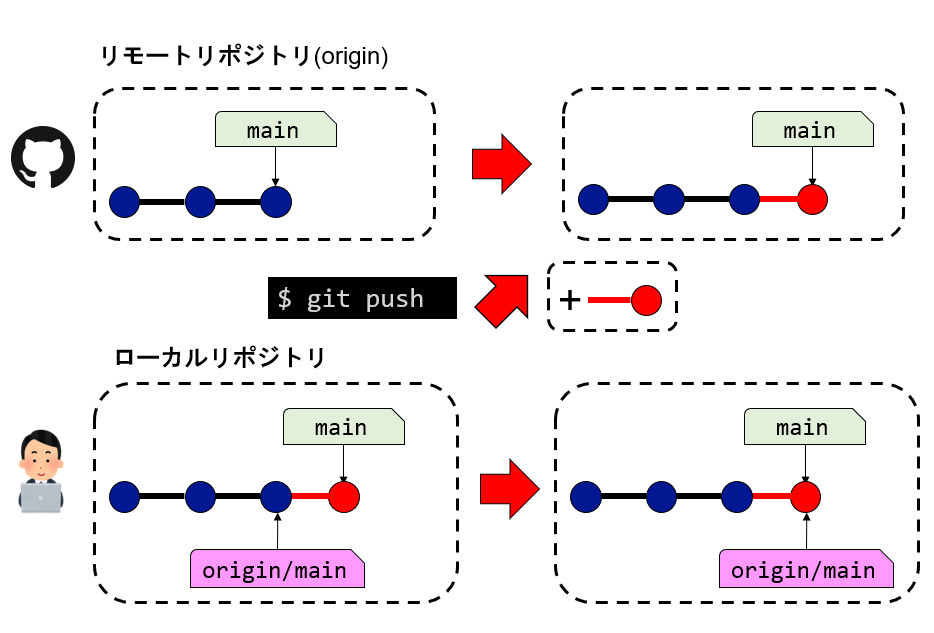 リモートリポジトリ(origin)
main
main
$ git push
+
ローカルリポジトリ
main
main
origin/main
origin/main